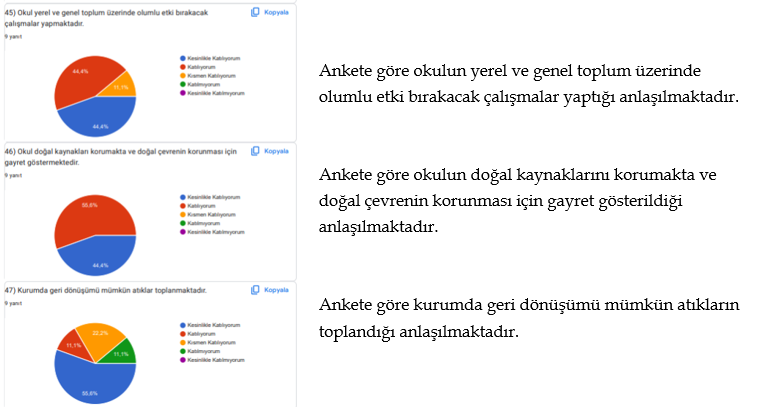 45) Okul yerel ve genel toplum üzerinde olumlu etki bırakacak
çalışmalar yapmaktadır.
Kopyala
9 yanıt
44,4%
11,1%
44,4%
Kesinlikle Katılıyorum
Katılıyorum
Kısmen Katılıyorum
Katılmıyorum
Kesinlikle Katılmıyorum
Ankete göre okulun yerel ve genel toplum üzerinde
olumlu etki bırakacak çalışmalar yaptığı anlaşılmaktadır.
46) Okul doğal kaynakları korumakta ve doğal çevrenin korunması için
gayret göstermektedir.
Kopyala
9 yanıt
55,6%
44,4%
Kesinlikle Katılıyorum
Katılıyorum
Kısmen Katılıyorum
Katılmıyorum
Kesinlikle Katılmıyorum
Ankete göre okulun doğal kaynaklarını korumakta ve
doğal çevrenin korunması için gayret gösterildiği
anlaşılmaktadır.
47) Kurumda geri dönüşümü mümkün atıklar toplanmaktadır.
Kopyala
9 yanıt
11,1%
22,2%
11,1%
55,6%
Kesinlikle Katılıyorum
Katılıyorum
Kısmen Katılıyorum
Katılmıyorum
Kesinlikle Katılmıyorum
Ankete göre kurumda geri dönüşümü mümkün atıkların
toplandığı anlaşılmaktadır.